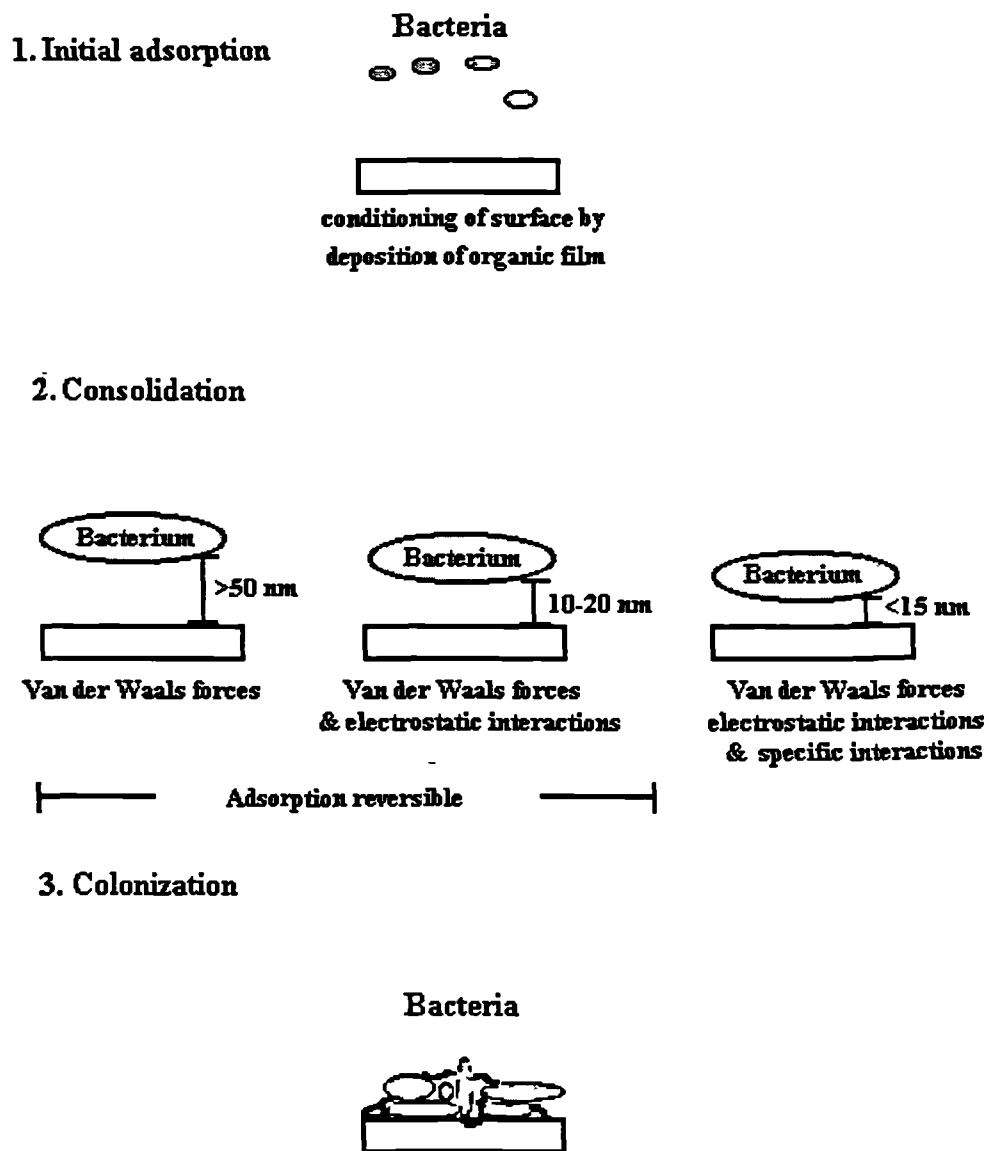 1. Initial adsorption
Bacteria
conditioning of surface by
deposition of organic film
2. Consolidation
Bacterium
>50 nm
Van der Waals forces
Bacterium
10-20 nm
Van der Waals forces
& electrostatic interactions
Bacterium
<15 nm
Van der Waals forces
electrostatic interactions
& specific interactions
Adsorption reversible
3. Colonization
Bacteria